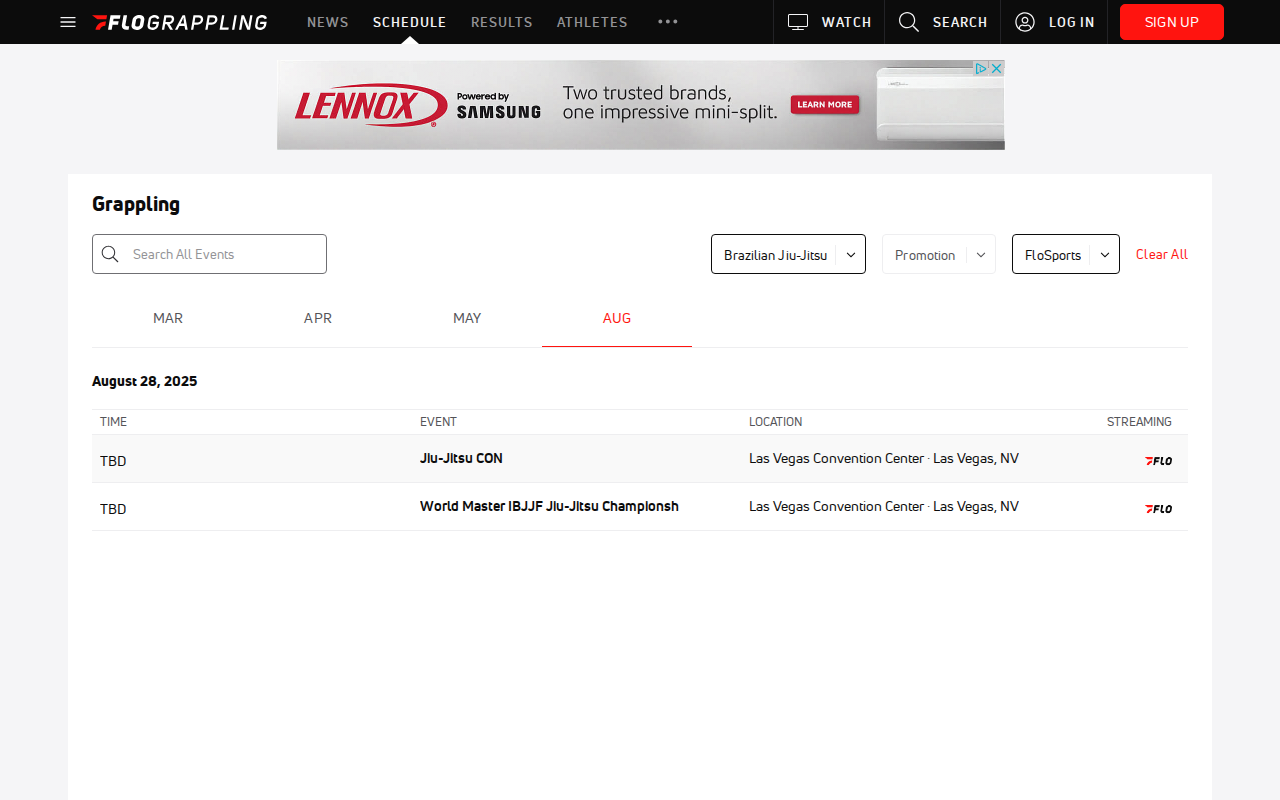 FLOGRAPPLING NEWS SCHEDULE RESULTS ATHLETES WATCH SEARCH LOG IN SIGN UP
LENNOX Powered by SAMSUNG
Two trusted brands,
one impressive mini-split.
LEARN MORE
Grappling
Search All Events Brazilian Jiu-Jitsu Promotion FloSports Clear All
MAR APR MAY AUG
August 28, 2025
TIME EVENT LOCATION STREAMING
TBD Jiu-Jitsu CON Las Vegas Convention Center · Las Vegas, NV FLO
TBD World Master IBJJF Jiu-Jitsu Championsh Las Vegas Convention Center · Las Vegas, NV FLO